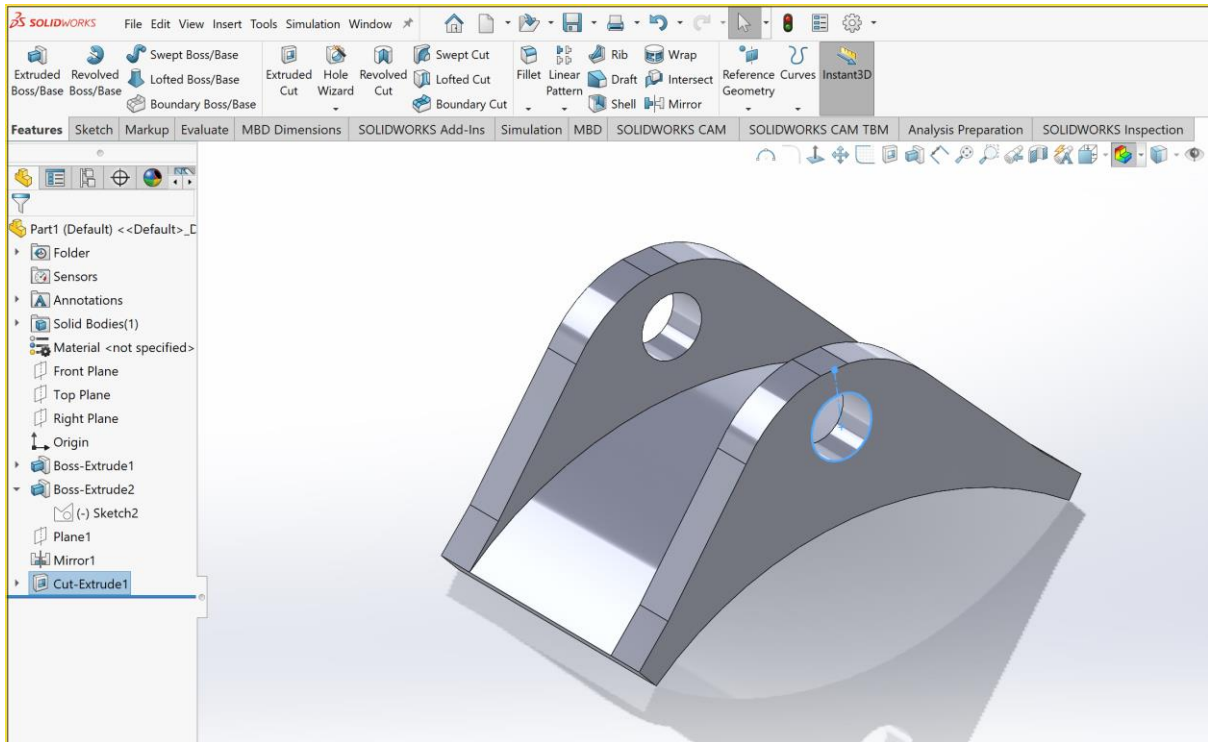 SOLIDWORKS File Edit View Insert Tools Simulation Window
Extruded Boss/Base
Revolved Boss/Base
Swept Boss/Base
Lofted Boss/Base
Boundary Boss/Base
Extruded Cut
Hole Wizard
Revolved Cut
Swept Cut
Lofted Cut
Boundary Cut
Fillet
Linear Pattern
Rib
Draft
Shell
Wrap
Intersect
Mirror
Reference Geometry
Curves
Instant3D
Features Sketch Markup Evaluate MBD Dimensions SOLIDWORKS Add-Ins Simulation MBD SOLIDWORKS CAM SOLIDWORKS CAM TBM Analysis Preparation SOLIDWORKS Inspection
Part1 (Default) <<Default>_D
Folder
Sensors
Annotations
Solid Bodies(1)
Material <not specified>
Front Plane
Top Plane
Right Plane
Origin
Boss-Extrude1
Boss-Extrude2
(-) Sketch2
Plane1
Mirror1
Cut-Extrude1